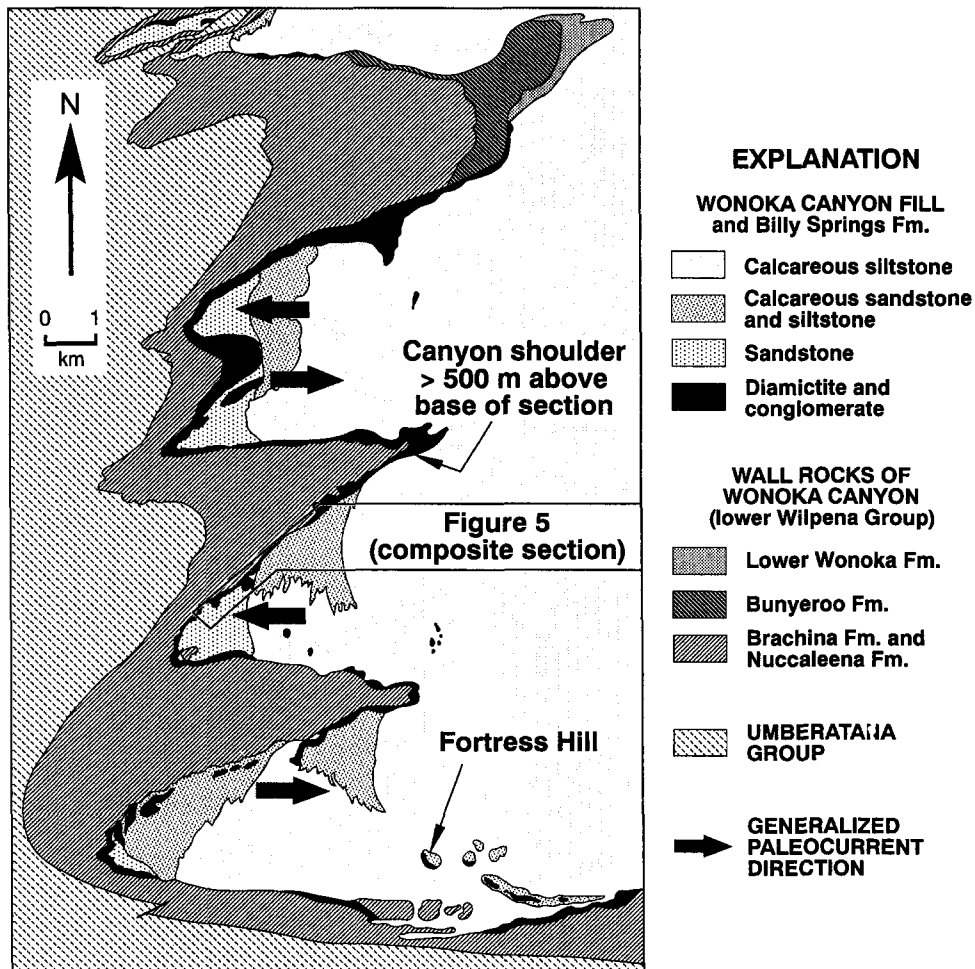 N
0 1
km
Canyon shoulder
> 500 m above
base of section
Figure 5
(composite section)
Fortress Hill
EXPLANATION
WONOKA CANYON FILL
and Billy Springs Fm.
Calcareous siltstone
Calcareous sandstone
and siltstone
Sandstone
Diamictite and
conglomerate
WALL ROCKS OF
WONOKA CANYON
(lower Wilpena Group)
Lower Wonoka Fm.
Bunyeroo Fm.
Brachina Fm. and
Nuccaleena Fm.
UMBERATANA
GROUP
GENERALIZED
PALEOCURRENT
DIRECTION